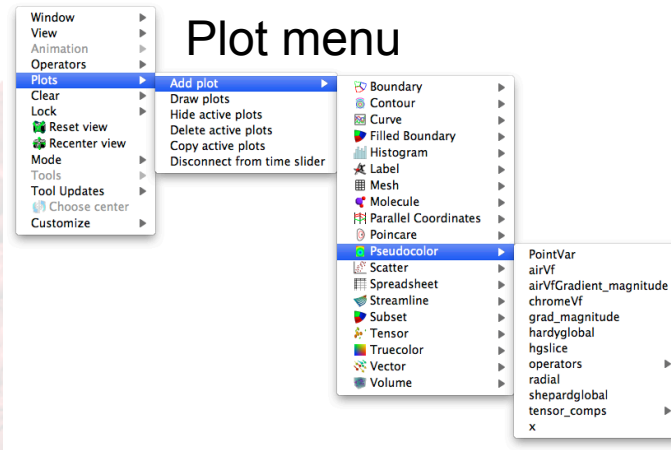 Plot menu
Window
View
Animation
Operators
Plots
Clear
Lock
Reset view
Recenter view
Mode
Tools
Tool Updates
Choose center
Customize
Add plot
Draw plots
Hide active plots
Delete active plots
Copy active plots
Disconnect from time slider
Boundary
Contour
Curve
Filled Boundary
Histogram
Label
Mesh
Molecule
Parallel Coordinates
Poincare
Pseudocolor
Scatter
Spreadsheet
Streamline
Subset
Tensor
Truecolor
Vector
Volume
PointVar
airVf
airVfGradient_magnitude
chromeVf
grad_magnitude
hardyglobal
hgslice
operators
radial
shepardglobal
tensor_comps
x